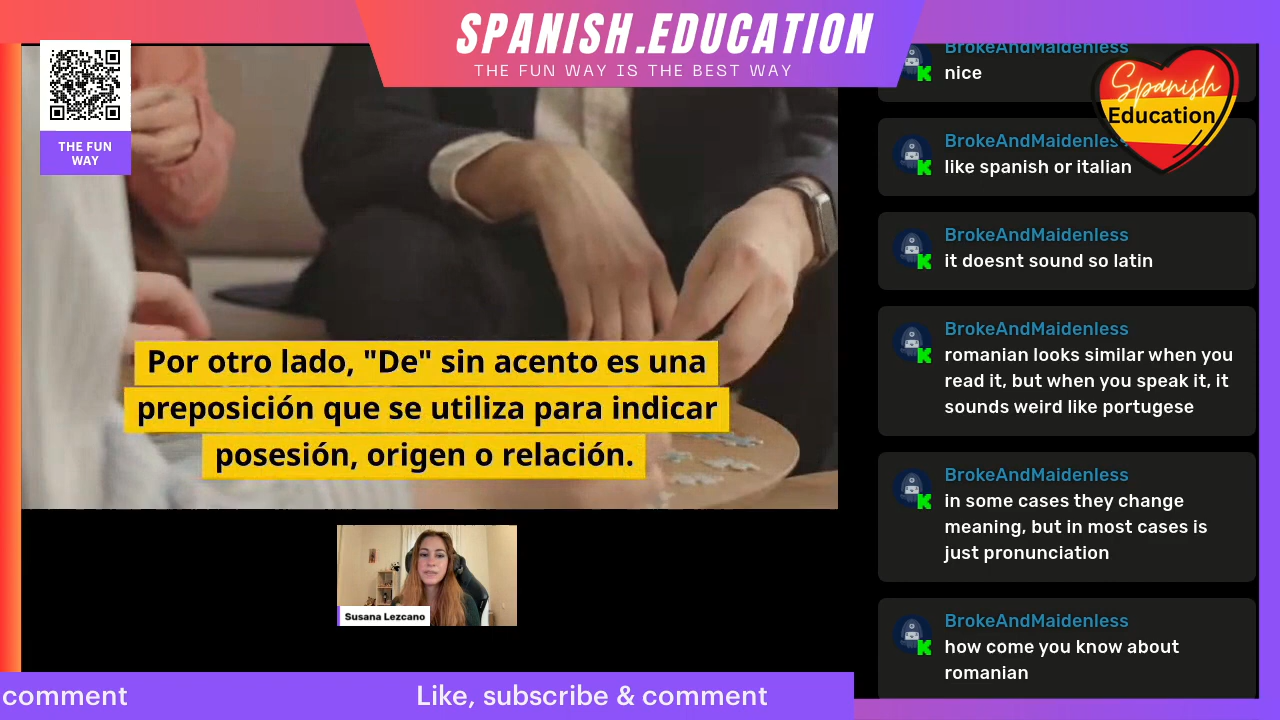 SPANISH.EDUCATION
THE FUN WAY IS THE BEST WAY
THE FUN
WAY
Spanish
Education
Por otro lado, "De" sin acento es una
preposición que se utiliza para indicar
posesión, origen o relación.
Susana Lezcano
BrokeAndMaidenless
nice
BrokeAndMaidenless
like spanish or italian
BrokeAndMaidenless
it doesnt sound so latin
BrokeAndMaidenless
romanian looks similar when you
read it, but when you speak it, it
sounds weird like portugese
BrokeAndMaidenless
in some cases they change
meaning, but in most cases is
just pronunciation
BrokeAndMaidenless
how come you know about
romanian
comment
Like, subscribe & comment